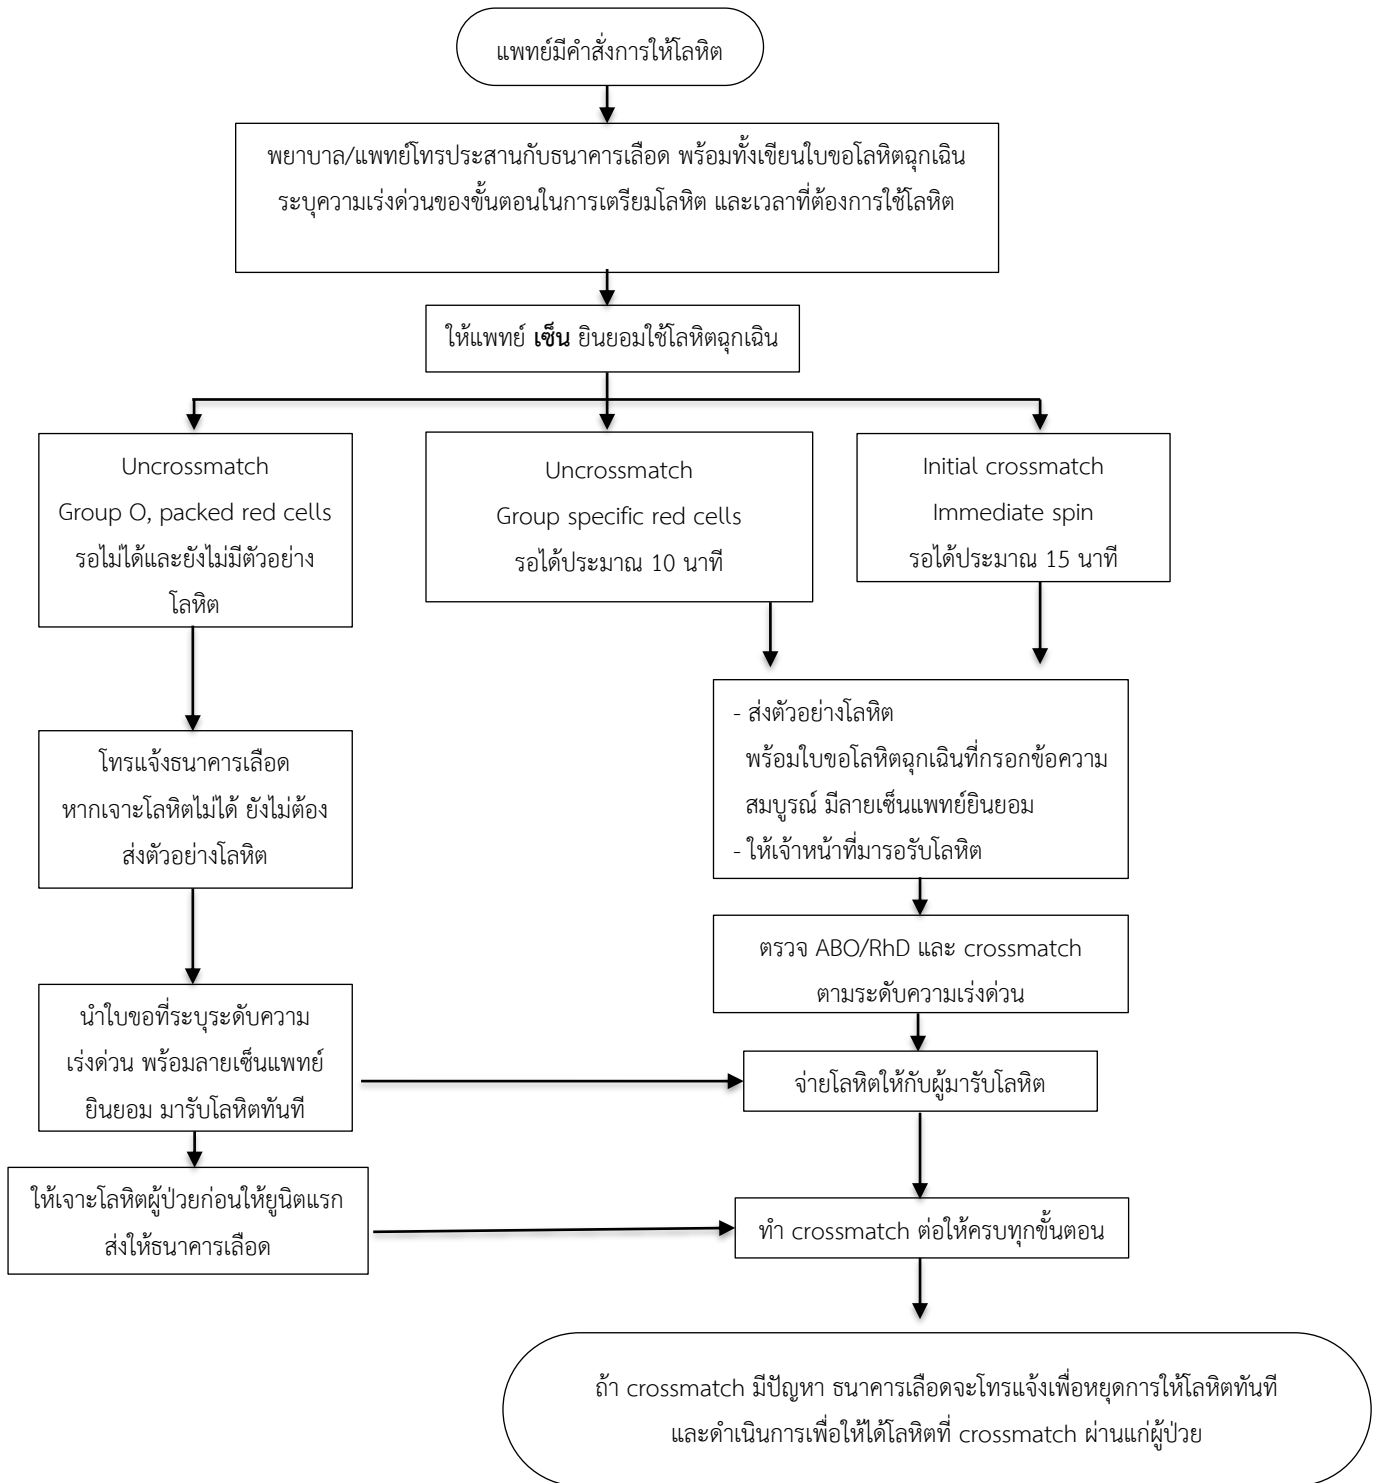 แพทย์มีคำสั่งการให้โลหิต
พยาบาล/แพทย์โทรประสานกับธนาคารเลือด พร้อมทั้งเขียนใบขอโลหิตฉุกเฉิน
ระบุความเร่งด่วนของขั้นตอนในการเตรียมโลหิต และเวลาที่ต้องการใช้โลหิต
ให้แพทย์ เซ็น ยินยอมใช้โลหิตฉุกเฉิน
Uncrossmatch
Group O, packed red cells
รอไม่ได้และยังไม่มีตัวอย่าง
โลหิต
Uncrossmatch
Group specific red cells
รอได้ประมาณ 10 นาที
Initial crossmatch
Immediate spin
รอได้ประมาณ 15 นาที
โทรแจ้งธนาคารเลือด
หากเจาะโลหิตไม่ได้ ยังไม่ต้อง
ส่งตัวอย่างโลหิต
- ส่งตัวอย่างโลหิต
พร้อมใบขอโลหิตฉุกเฉินที่กรอกข้อความ
สมบูรณ์ มีลายเซ็นแพทย์ยินยอม
- ให้เจ้าหน้าที่มารอรับโลหิต
ตรวจ ABO/RhD และ crossmatch
ตามระดับความเร่งด่วน
นำใบขอที่ระบุระดับความ
เร่งด่วน พร้อมลายเซ็นแพทย์
ยินยอม มารับโลหิตทันที
จ่ายโลหิตให้กับผู้มารับโลหิต
ให้เจาะโลหิตผู้ป่วยก่อนให้ยูนิตแรก
ส่งให้ธนาคารเลือด
ทำ crossmatch ต่อให้ครบทุกขั้นตอน
ถ้า crossmatch มีปัญหา ธนาคารเลือดจะโทรแจ้งเพื่อหยุดการให้โลหิตทันที
และดำเนินการเพื่อให้ได้โลหิตที่ crossmatch ผ่านแก่ผู้ป่วย